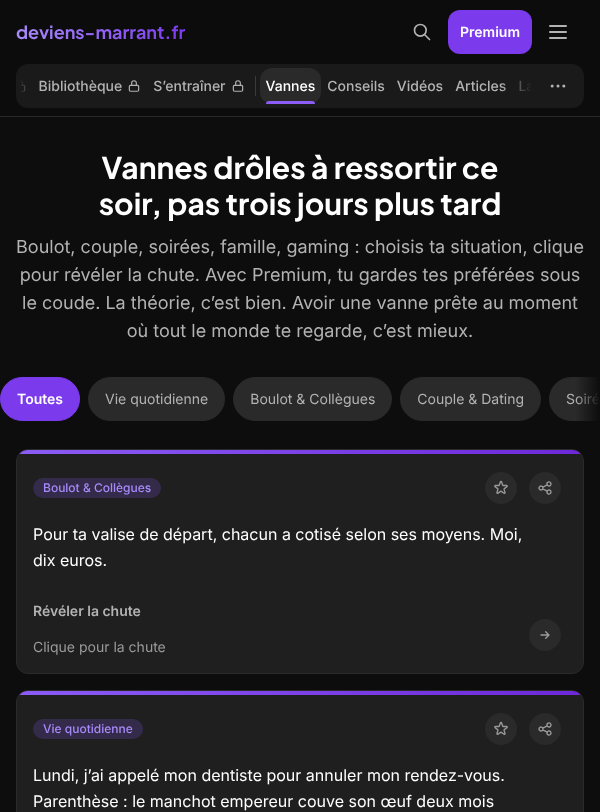 deviens-marrant.fr
Premium
Bibliothèque S’entraîner Vannes Conseils Vidéos Articles
Vannes drôles à ressortir ce
soir, pas trois jours plus tard
Boulot, couple, soirées, famille, gaming : choisis ta situation, clique
pour révéler la chute. Avec Premium, tu gardes tes préférées sous
le coude. La théorie, c’est bien. Avoir une vanne prête au moment
où tout le monde te regarde, c’est mieux.
Toutes Vie quotidienne Boulot & Collègues Couple & Dating
Boulot & Collègues
Pour ta valise de départ, chacun a cotisé selon ses moyens. Moi,
dix euros.
Révéler la chute
Clique pour la chute
Vie quotidienne
Lundi, j’ai appelé mon dentiste pour annuler mon rendez-vous.
Parenthèse : le manchot empereur couve son œuf deux mois